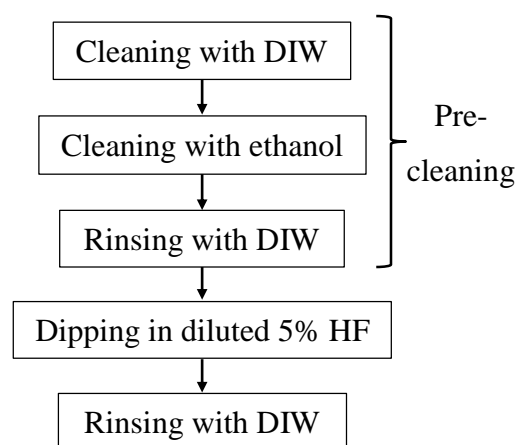 Cleaning with DIW
Cleaning with ethanol
Pre-
cleaning
Rinsing with DIW
Dipping in diluted 5% HF
Rinsing with DIW